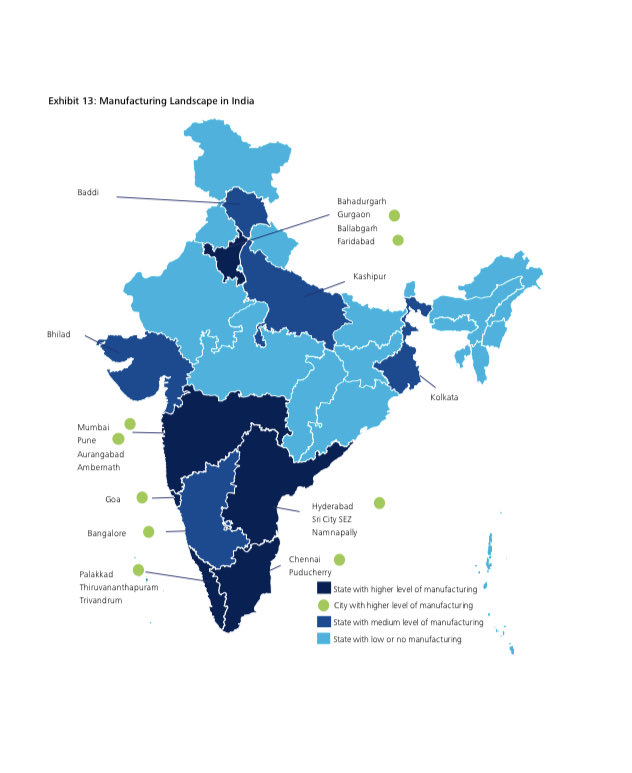 Exhibit 13: Manufacturing Landscape in India
Baddi
Bahadurgarh
Gurgaon
Ballabgarh
Faridabad
Kashipur
Bhilad
Kolkata
Mumbai
Pune
Aurangabad
Ambernath
Goa
Hyderabad
Sri City SEZ
Namnapally
Bangalore
Chennai
Puducherry
Palakkad
Thiruvananthapuram
Trivandrum
State with higher level of manufacturing
City with higher level of manufacturing
State with medium level of manufacturing
State with low or no manufacturing